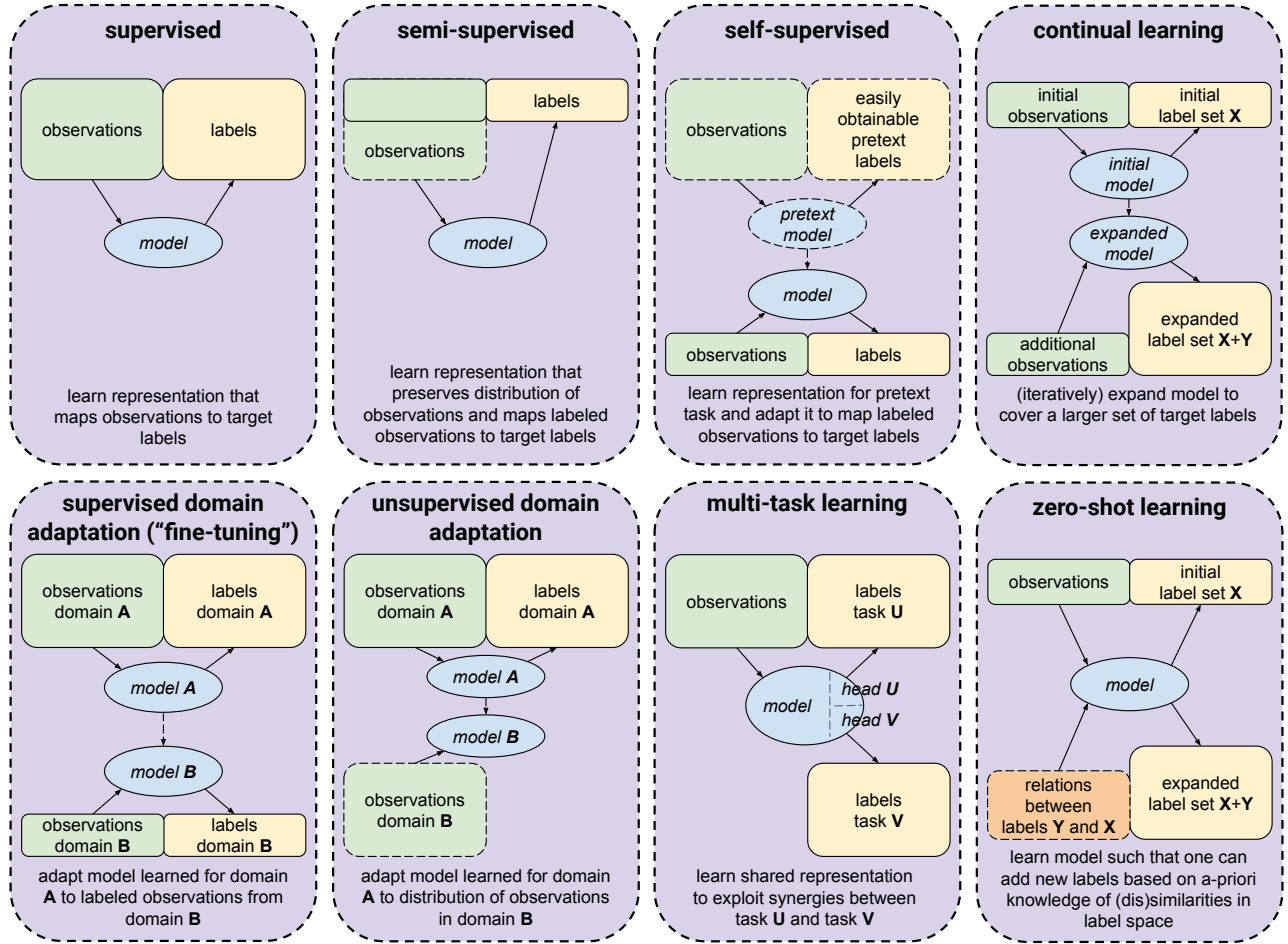 supervised
observations
labels
model
learn representation that
maps observations to target
labels
semi-supervised
labels
observations
model
learn representation that
preserves distribution of
observations and maps labeled
observations to target labels
self-supervised
observations
easily
obtainable
pretext
labels
pretext
model
model
observations
labels
learn representation for pretext
task and adapt it to map labeled
observations to target labels
continual learning
initial
observations
initial
label set X
initial
model
expanded
model
additional
observations
expanded
label set X+Y
(iteratively) expand model to
cover a larger set of target labels
supervised domain
adaptation (“fine-tuning”)
observations
domain A
labels
domain A
model A
model B
observations
domain B
labels
domain B
adapt model learned for domain
A to labeled observations from
domain B
unsupervised domain
adaptation
observations
domain A
labels
domain A
model A
model B
observations
domain B
adapt model learned for domain
A to distribution of observations
in domain B
multi-task learning
observations
labels
task U
model
head U
head V
labels
task V
learn shared representation
to exploit synergies between
task U and task V
zero-shot learning
observations
initial
label set X
model
relations
between
labels Y and X
expanded
label set X+Y
learn model such that one can
add new labels based on a-priori
knowledge of (dis)similarities in
label space